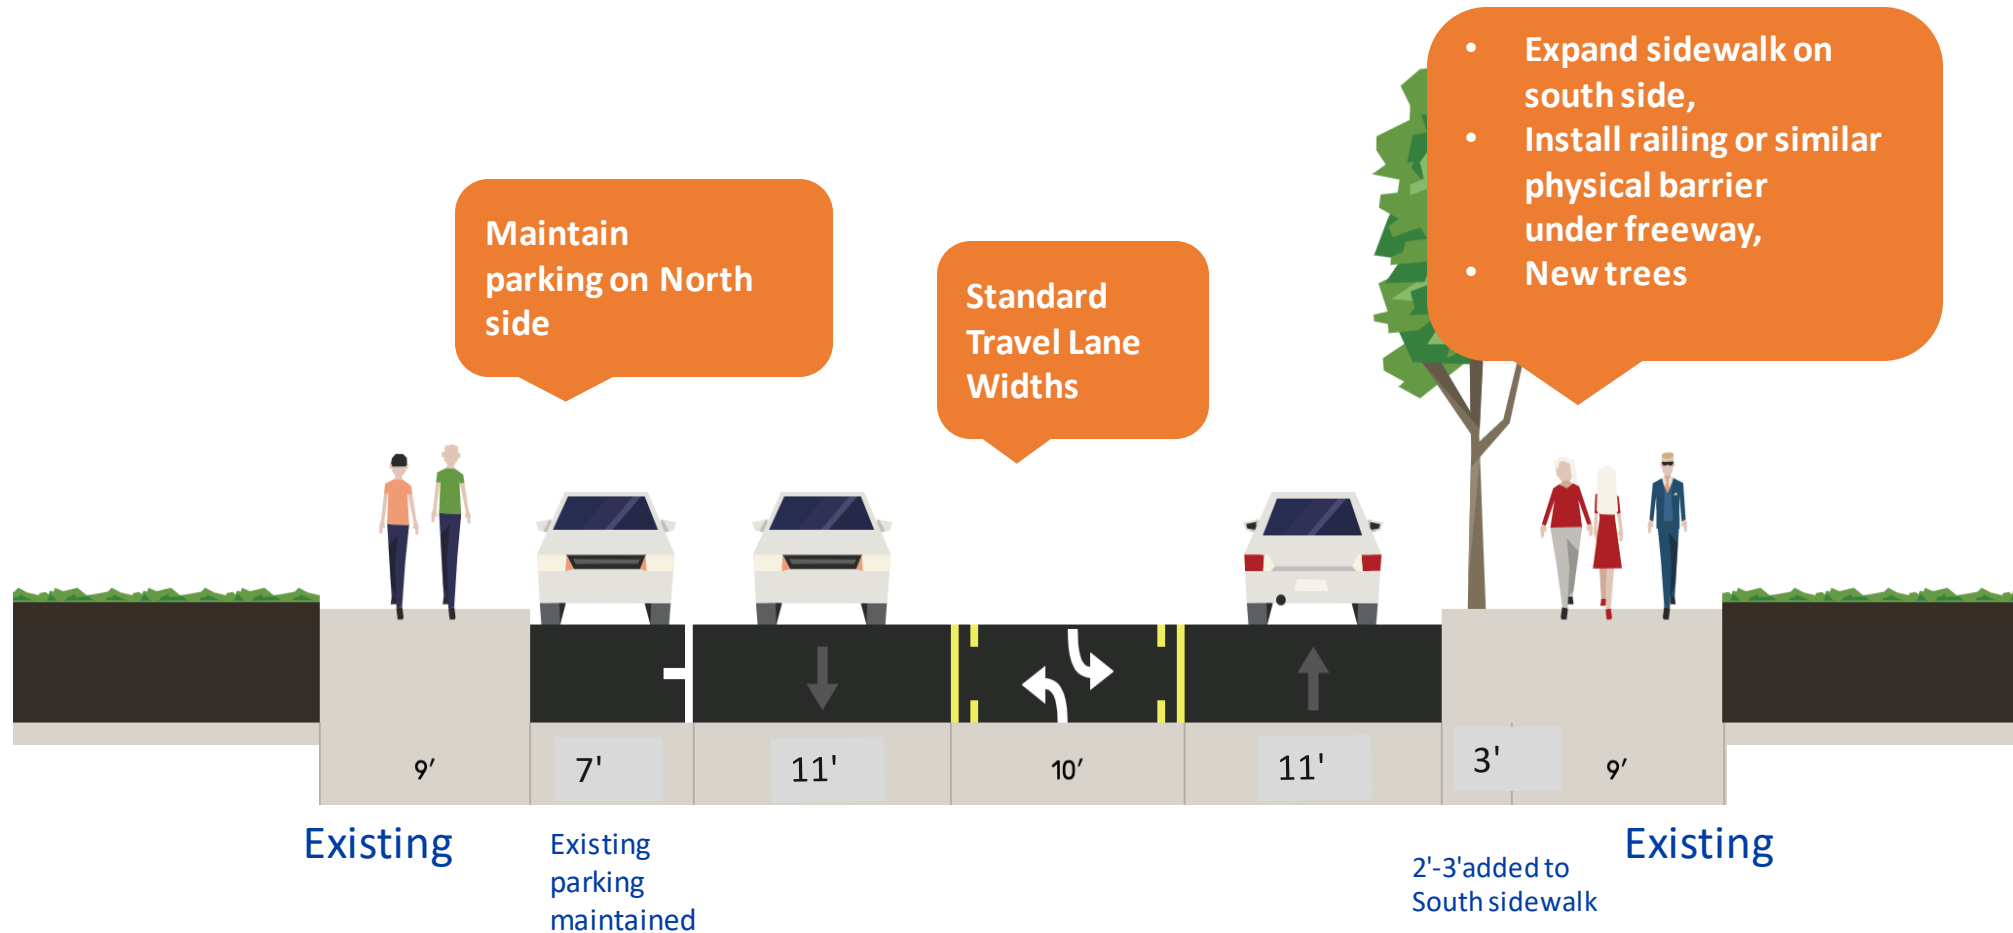 • Expand sidewalk on
south side,
• Install railing or similar
physical barrier
under freeway,
• New trees
Maintain
parking on North
side
Standard
Travel Lane
Widths
9′
7'
11'
10′
11'
3'
9′
Existing
Existing
parking
maintained
2'-3'added to
South sidewalk
Existing